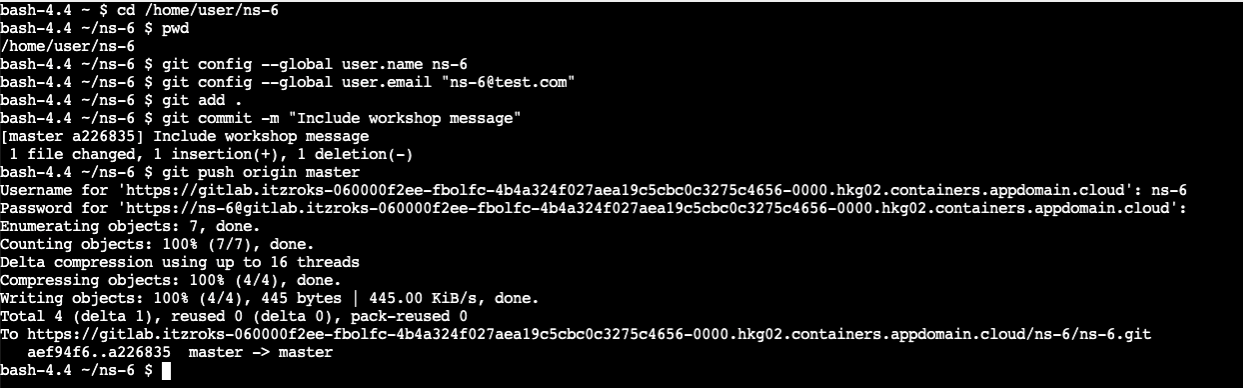 bash-4.4 ~ $ cd /home/user/ns-6
bash-4.4 ~/ns-6 $ pwd
/home/user/ns-6
bash-4.4 ~/ns-6 $ git config --global user.name ns-6
bash-4.4 ~/ns-6 $ git config --global user.email "ns-6@test.com"
bash-4.4 ~/ns-6 $ git add .
bash-4.4 ~/ns-6 $ git commit -m "Include workshop message"
[master a226835] Include workshop message
 1 file changed, 1 insertion(+), 1 deletion(-)
bash-4.4 ~/ns-6 $ git push origin master
Username for 'https://gitlab.itzroks-060000f2ee-fbolfc-4b4a324f027aea19c5cbc0c3275c4656-0000.hkg02.containers.appdomain.cloud': ns-6
Password for 'https://ns-6@gitlab.itzroks-060000f2ee-fbolfc-4b4a324f027aea19c5cbc0c3275c4656-0000.hkg02.containers.appdomain.cloud':
Enumerating objects: 7, done.
Counting objects: 100% (7/7), done.
Delta compression using up to 16 threads
Compressing objects: 100% (4/4), done.
Writing objects: 100% (4/4), 445 bytes | 445.00 KiB/s, done.
Total 4 (delta 1), reused 0 (delta 0), pack-reused 0
To https://gitlab.itzroks-060000f2ee-fbolfc-4b4a324f027aea19c5cbc0c3275c4656-0000.hkg02.containers.appdomain.cloud/ns-6/ns-6.git
   aef94f6..a226835  master -> master
bash-4.4 ~/ns-6 $